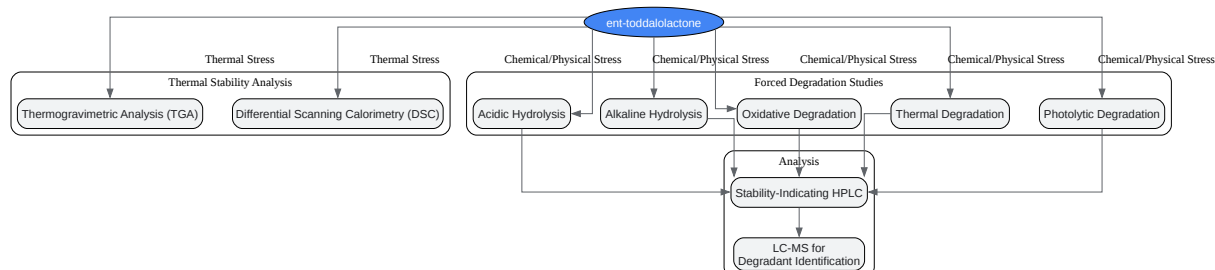 ent-toddalolactone
Thermal Stress
Thermal Stress
Chemical/Physical Stress
Chemical/Physical Stress
Chemical/Physical Stress
Chemical/Physical Stress
Chemical/Physical Stress
Thermal Stability Analysis
Forced Degradation Studies
Thermogravimetric Analysis (TGA)
Differential Scanning Calorimetry (DSC)
Acidic Hydrolysis
Alkaline Hydrolysis
Oxidative Degradation
Thermal Degradation
Photolytic Degradation
Analysis
Stability-Indicating HPLC
LC-MS for
Degradant Identification